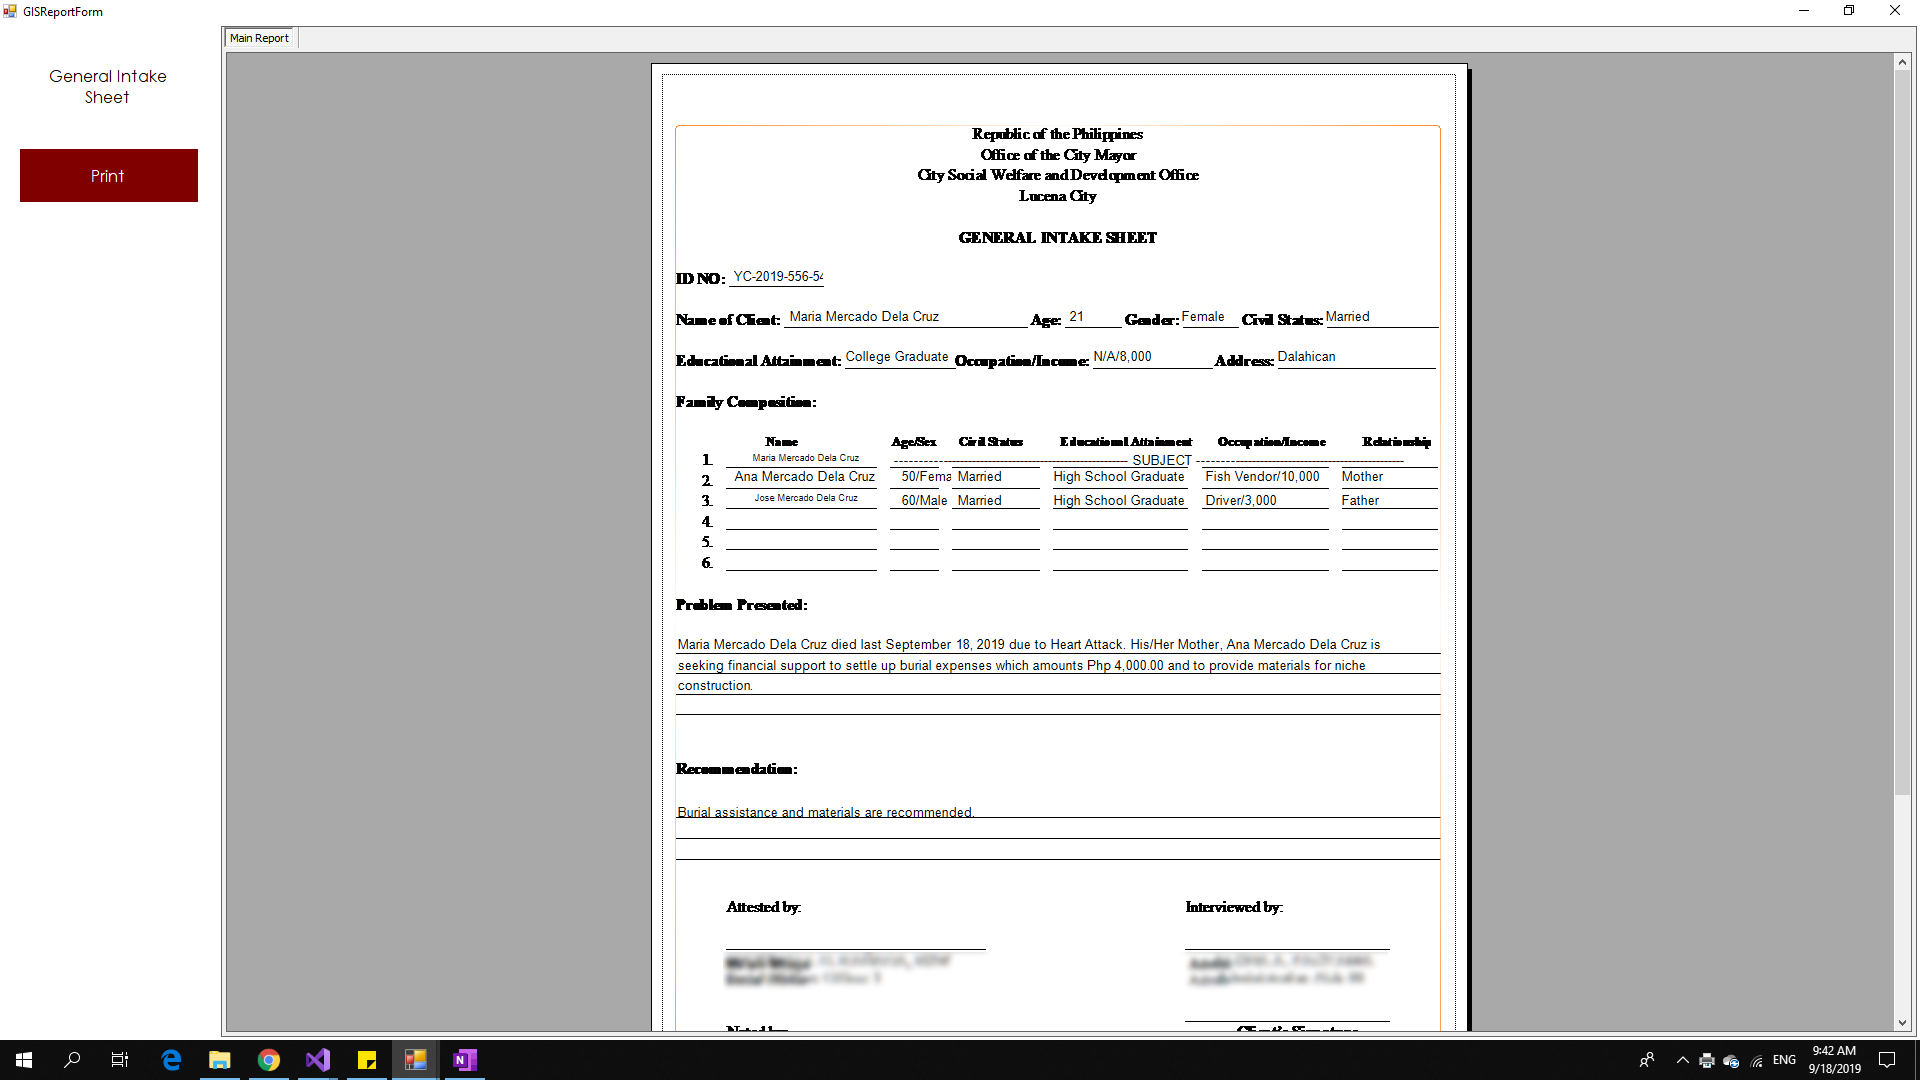 GISReportForm
Main Report
General Intake
Sheet
Print
Republic of the Philippines
Office of the City Mayor
City Social Welfare and Development Office
Lucena City
GENERAL INTAKE SHEET
ID NO: YC-2019-556-54
Name of Client: Maria Mercado Dela Cruz Age: 21 Gender: Female Civil Status: Married
Educational Attainment: College Graduate Occupation/Income: N/A/8,000 Address: Dalahican
Family Composition:
Name Age/Sex Civil Status Educational Attainment Occupation/Income Relationship
1. Maria Mercado Dela Cruz ---------------------------------------------------- SUBJECT ----------------------------------------------------
2. Ana Mercado Dela Cruz 50/Fema Married High School Graduate Fish Vendor/10,000 Mother
3. Jose Mercado Dela Cruz 60/Male Married High School Graduate Driver/3,000 Father
4.
5.
6.
Problem Presented:
Maria Mercado Dela Cruz died last September 18, 2019 due to Heart Attack. His/Her Mother, Ana Mercado Dela Cruz is
seeking financial support to settle up burial expenses which amounts Php 4,000.00 and to provide materials for niche
construction.
Recommendation:
Burial assistance and materials are recommended.
Attested by: Interviewed by:
Noted by: Client's Signature
ENG
9:42 AM
9/18/2019